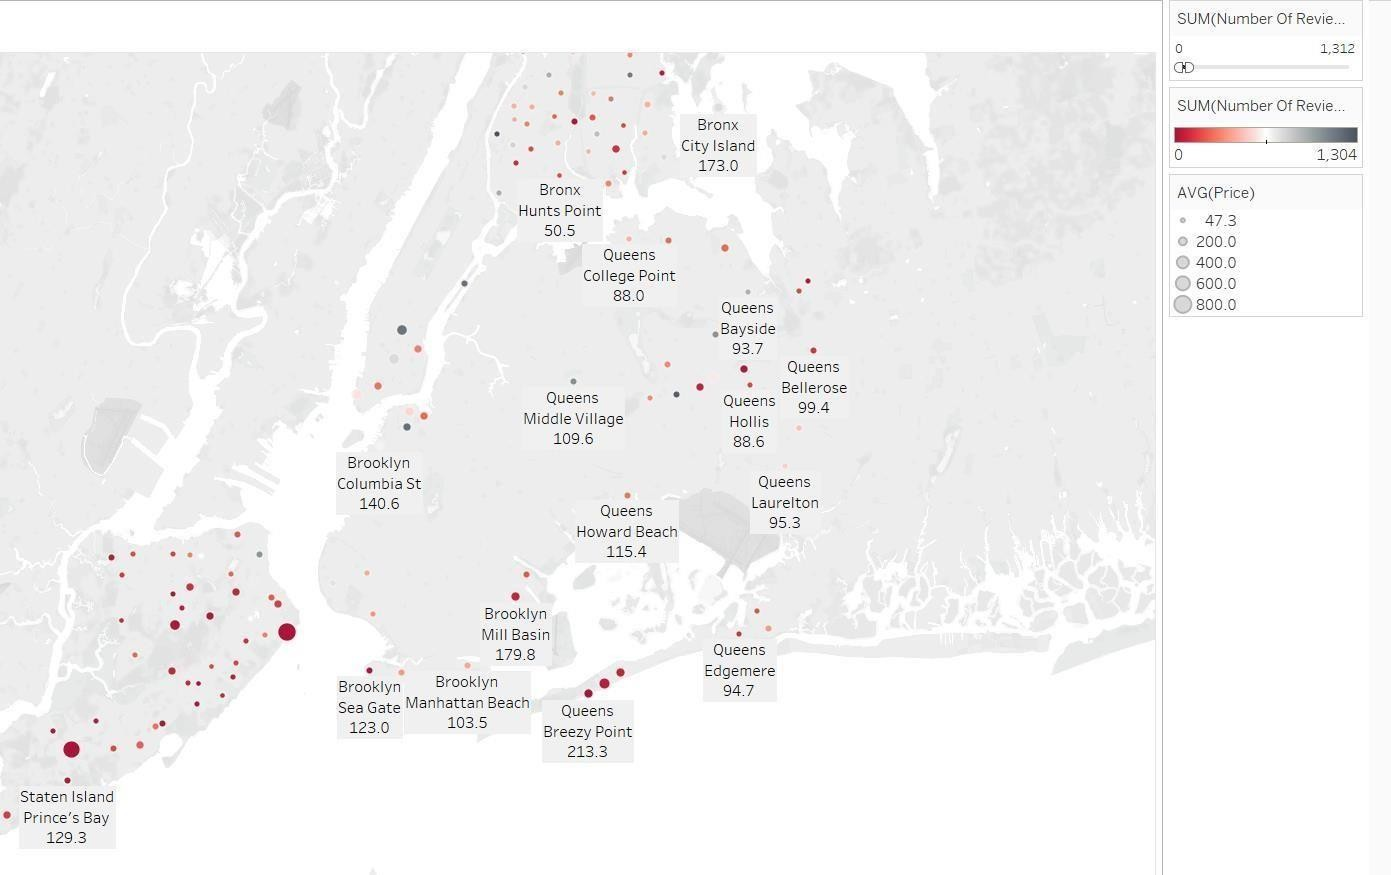 SUM(Number Of Revie...
0 1,312
SUM(Number Of Revie...
0 1,304
AVG(Price)
47.3
200.0
400.0
600.0
800.0
Bronx
City Island
173.0
Bronx
Hunts Point
50.5
Queens
College Point
88.0
Queens
Bayside
93.7
Queens
Bellerose
99.4
Queens
Middle Village
109.6
Queens
Hollis
88.6
Brooklyn
Columbia St
140.6
Queens
Laurelton
95.3
Queens
Howard Beach
115.4
Brooklyn
Mill Basin
179.8
Queens
Edgemere
94.7
Brooklyn
Sea Gate
123.0
Brooklyn
Manhattan Beach
103.5
Queens
Breezy Point
213.3
Staten Island
Prince's Bay
129.3